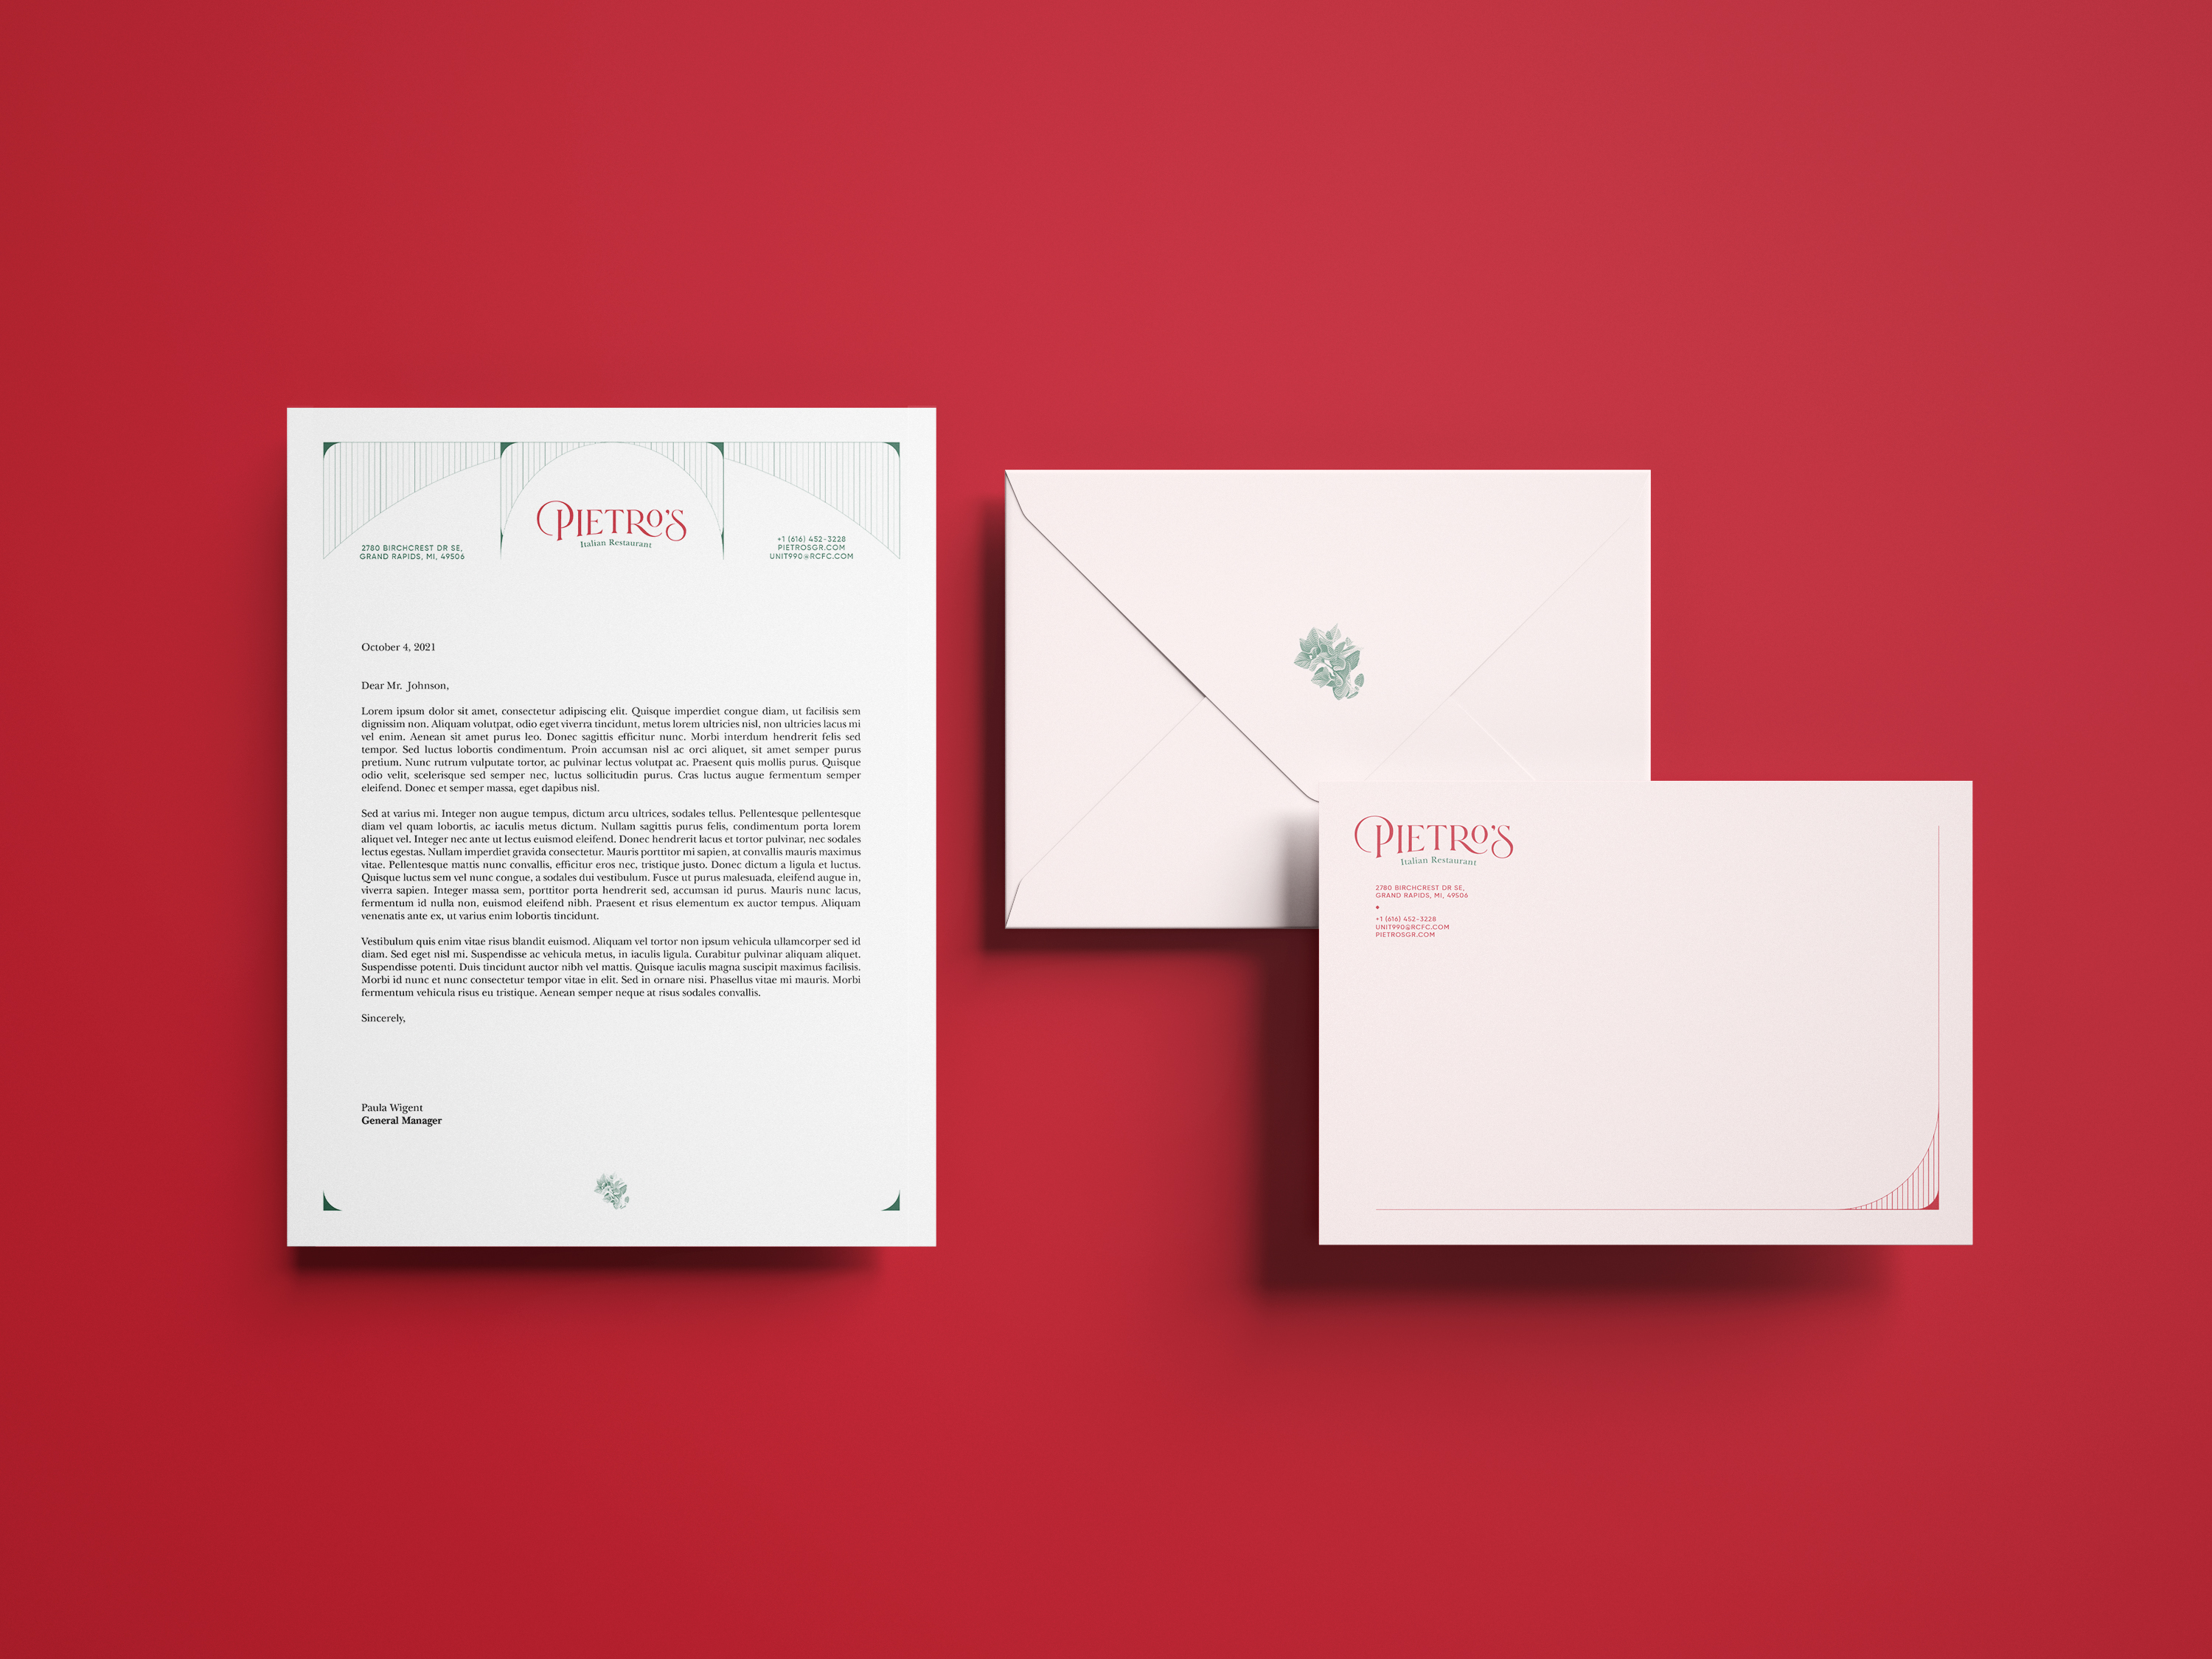 PIETRO'S
Italian Restaurant
2780 BIRCHCREST DR SE,
GRAND RAPIDS, MI, 49506
+1 (616) 452-3228
PIETROSGR.COM
UNIT990@RCFC.COM
October 4, 2021
Dear Mr. Johnson,
Lorem ipsum dolor sit amet, consectetur adipiscing elit. Quisque imperdiet congue diam, ut facilisis sem
dignissim non. Aliquam volutpat, odio eget viverra tincidunt, metus lorem ultricies nisl, non ultricies lacus mi
vel enim. Aenean sit amet purus leo. Donec sagittis efficitur nunc. Morbi interdum hendrerit felis sed
tempor. Sed luctus lobortis condimentum. Proin accumsan nisl ac orci aliquet, sit amet semper purus
pretium. Nunc rutrum vulputate tortor, ac pulvinar lectus volutpat ac. Praesent quis mollis purus. Quisque
odio velit, scelerisque sed semper nec, luctus sollicitudin purus. Cras luctus augue fermentum semper
eleifend. Donec et semper massa, eget dapibus nisl.
Sed at varius mi. Integer non augue tempus, dictum arcu ultrices, sodales tellus. Pellentesque pellentesque
diam vel quam lobortis, ac iaculis metus dictum. Nullam sagittis purus felis, condimentum porta lorem
aliquet vel. Integer nec ante ut lectus euismod eleifend. Donec hendrerit lacus et tortor pulvinar, nec sodales
lectus egestas. Nullam imperdiet gravida consectetur. Mauris porttitor mi sapien, at convallis mauris maximus
vitae. Pellentesque mattis nunc convallis, efficitur eros nec, tristique justo. Donec dictum a ligula et luctus.
Quisque luctus sem vel nunc congue, a sodales dui vestibulum. Fusce ut purus malesuada, eleifend augue in,
viverra sapien. Integer massa sem, porttitor porta hendrerit sed, accumsan id purus. Mauris nunc lacus,
fermentum id nulla non, euismod eleifend nibh. Praesent et risus elementum ex auctor tempus. Aliquam
venenatis ante ex, ut varius enim lobortis tincidunt.
Vestibulum quis enim vitae risus blandit euismod. Aliquam vel tortor non ipsum vehicula ullamcorper sed id
diam. Sed eget nisl mi. Suspendisse ac vehicula metus, in iaculis ligula. Curabitur pulvinar aliquam aliquet.
Suspendisse potenti. Duis tincidunt auctor nibh vel mattis. Quisque iaculis magna suscipit maximus facilisis.
Morbi id nunc et nunc consectetur tempor vitae in elit. Sed in ornare nisi. Phasellus vitae mi mauris. Morbi
fermentum vehicula risus eu tristique. Aenean semper neque at risus sodales convallis.
Sincerely,
Paula Wigent
General Manager
PIETRO'S
Italian Restaurant
2780 BIRCHCREST DR SE,
GRAND RAPIDS, MI, 49506
+1 (616) 452-3228
UNIT990@RCFC.COM
PIETROSGR.COM